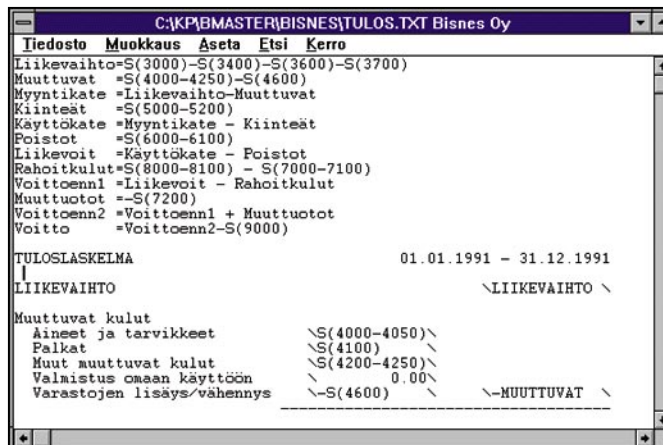 C:\KP\BMASTER\BISNES\TULOS.TXT Bisnes Oy
Tiedosto Muokkaus Aseta Etsi Kerro
Liikevaihto=S(3000)-S(3400)-S(3600)-S(3700)
Muuttuvat =S(4000-4250)-S(4600)
Myyntikate =Liikevaihto-Muuttuvat
Kiinteät =S(5000-5200)
Käyttökate =Myyntikate - Kiinteät
Poistot =S(6000-6100)
Liikevoit =Käyttökate - Poistot
Rahoitkulut=S(8000-8100) - S(7000-7100)
Voittoenn1 =Liikevoit - Rahoitkulut
Muuttuotot =-S(7200)
Voittoenn2 =Voittoenn1 + Muuttuotot
Voitto =Voittoenn2-S(9000)
TULOSLASKELMA 01.01.1991 - 31.12.1991
LIIKEVAIHTO \LIIKEVAIHTO \
Muuttuvat kulut
Aineet ja tarvikkeet \S(4000-4050)\
Palkat \S(4100) \
Muut muuttuvat kulut \S(4200-4250)\
Valmistus omaan käyttöön \ 0.00\
Varastojen lisäys/vähennys \-S(4600) \ \-MUUTTUVAT \